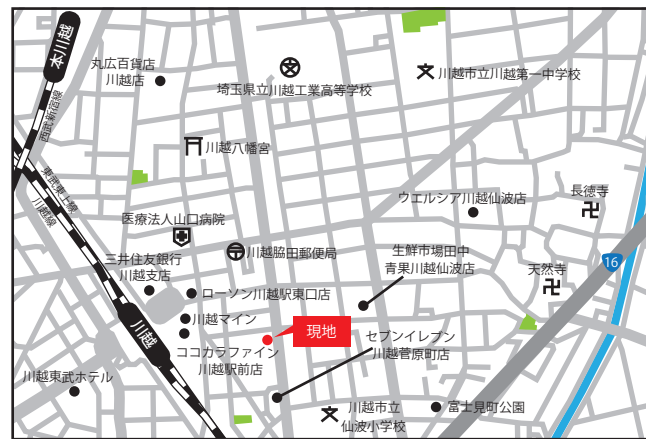 本川越
西武新宿線
丸広百貨店
川越店
埼玉県立川越工業高等学校
川越市立川越第一中学校
川越八幡宮
東武東上線
川越線
医療法人山口病院
ウエルシア川越仙波店
長徳寺
三井住友銀行
川越支店
川越脇田郵便局
生鮮市場田中
青果川越仙波店
天然寺
16
ローソン川越駅東口店
川越マイン
川越
現地
ココカラファイン
川越駅前店
セブンイレブン
川越菅原町店
川越東武ホテル
川越市立
仙波小学校
富士見町公園